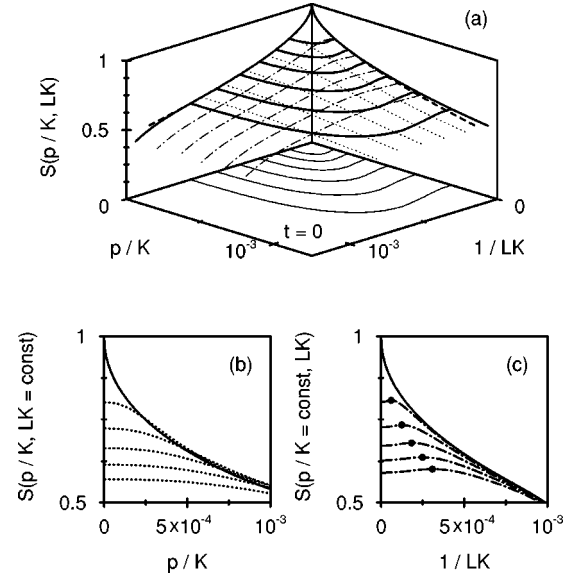 (a)
1
S(p / K, LK)
0.5
0
0
10⁻³
t = 0
10⁻³
p / K
1 / LK
1
(b)
S(p / K, LK = const)
0.5
0
5×10⁻⁴
10⁻³
p / K
1
(c)
S(p / K = const, LK)
0.5
0
5×10⁻⁴
10⁻³
1 / LK